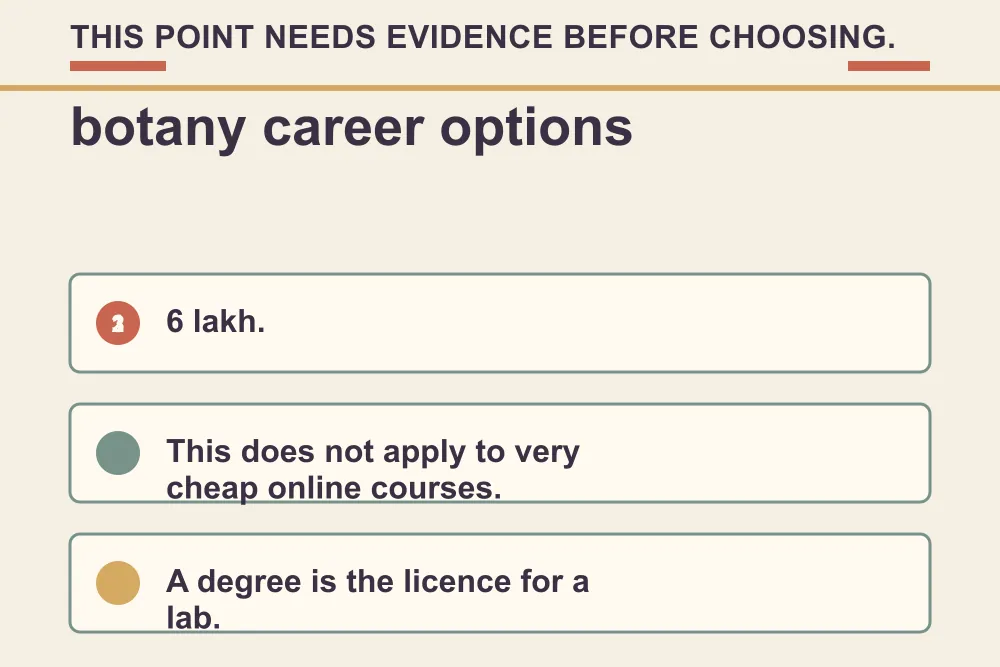 THIS POINT NEEDS EVIDENCE BEFORE CHOOSING.
botany career options
6 lakh.
This does not apply to very
cheap online courses.
A degree is the licence for a
lab.